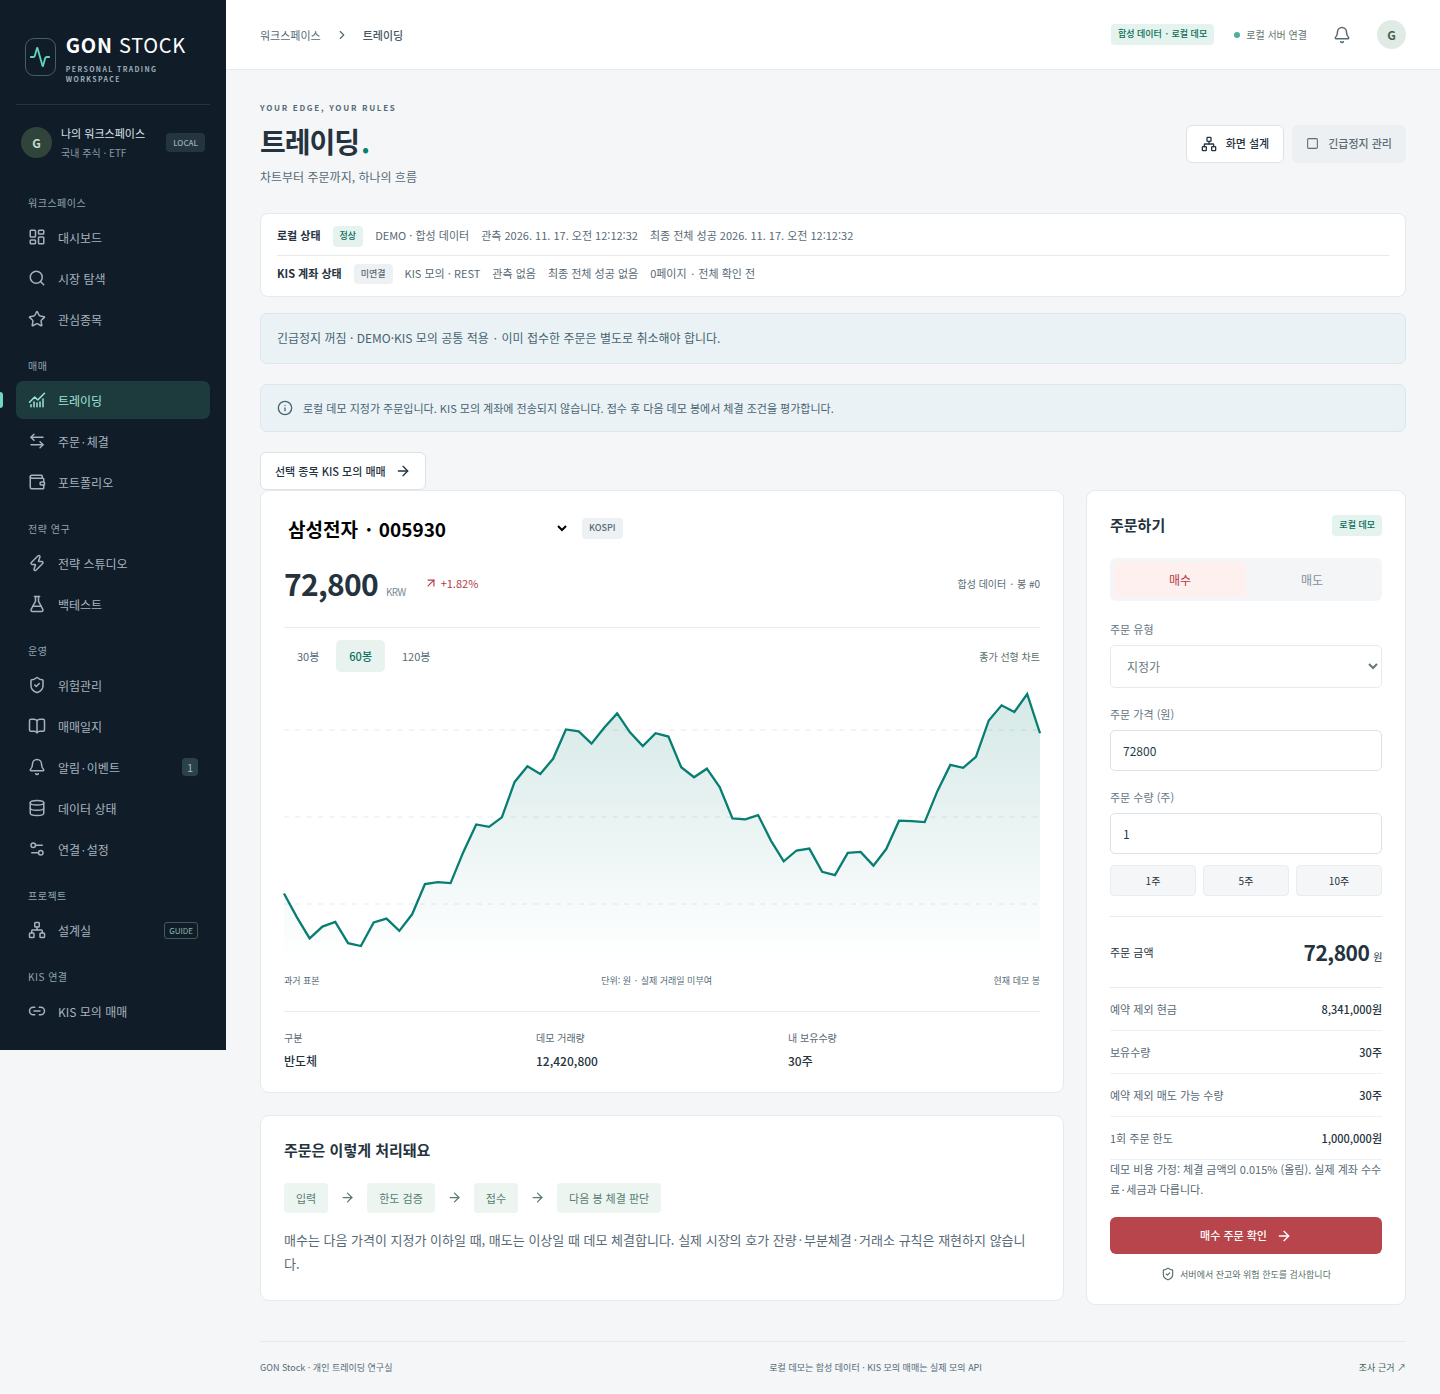 GON STOCK
PERSONAL TRADING
WORKSPACE
G
나의 워크스페이스
국내 주식 · ETF
LOCAL
워크스페이스
대시보드
시장 탐색
관심종목
매매
트레이딩
주문·체결
포트폴리오
전략 연구
전략 스튜디오
백테스트
운영
위험관리
매매일지
알림·이벤트
1
데이터 상태
연결·설정
프로젝트
설계실
GUIDE
KIS 연결
KIS 모의 매매
워크스페이스 > 트레이딩
합성 데이터 · 로컬 데모
로컬 서버 연결
G
YOUR EDGE, YOUR RULES
트레이딩.
차트부터 주문까지, 하나의 흐름
화면 설계
긴급정지 관리
로컬 상태 정상 DEMO · 합성 데이터 관측 2026. 11. 17. 오전 12:12:32 최종 전체 성공 2026. 11. 17. 오전 12:12:32
KIS 계좌 상태 미연결 KIS 모의 · REST 관측 없음 최종 전체 성공 없음 0페이지 · 전체 확인 전
긴급정지 꺼짐 · DEMO·KIS 모의 공통 적용 · 이미 접수한 주문은 별도로 취소해야 합니다.
로컬 데모 지정가 주문입니다. KIS 모의 계좌에 전송되지 않습니다. 접수 후 다음 데모 봉에서 체결 조건을 평가합니다.
선택 종목 KIS 모의 매매 →
삼성전자 · 005930
KOSPI
72,800 KRW
+1.82%
합성 데이터 · 봉 #0
30봉
60봉
120봉
종가 선형 차트
과거 표본
단위: 원 · 실제 거래일 미부여
현재 데모 봉
구분
반도체
데모 거래량
12,420,800
내 보유수량
30주
주문은 이렇게 처리돼요
입력 → 한도 검증 → 접수 → 다음 봉 체결 판단
매수는 다음 가격이 지정가 이하일 때, 매도는 이상일 때 데모 체결합니다. 실제 시장의 호가 잔량·부분체결·거래소 규칙은 재현하지 않습니
다.
주문하기
로컬 데모
매수
매도
주문 유형
지정가
주문 가격 (원)
72800
주문 수량 (주)
1
1주
5주
10주
주문 금액
72,800 원
예약 제외 현금
8,341,000원
보유수량
30주
예약 제외 매도 가능 수량
30주
1회 주문 한도
1,000,000원
데모 비용 가정: 체결 금액의 0.015% (올림). 실제 계좌 수수
료·세금과 다릅니다.
매수 주문 확인 →
서버에서 잔고와 위험 한도를 검사합니다
GON Stock · 개인 트레이딩 연구실
로컬 데모는 합성 데이터 · KIS 모의 매매는 실제 모의 API
조사 근거 ↗